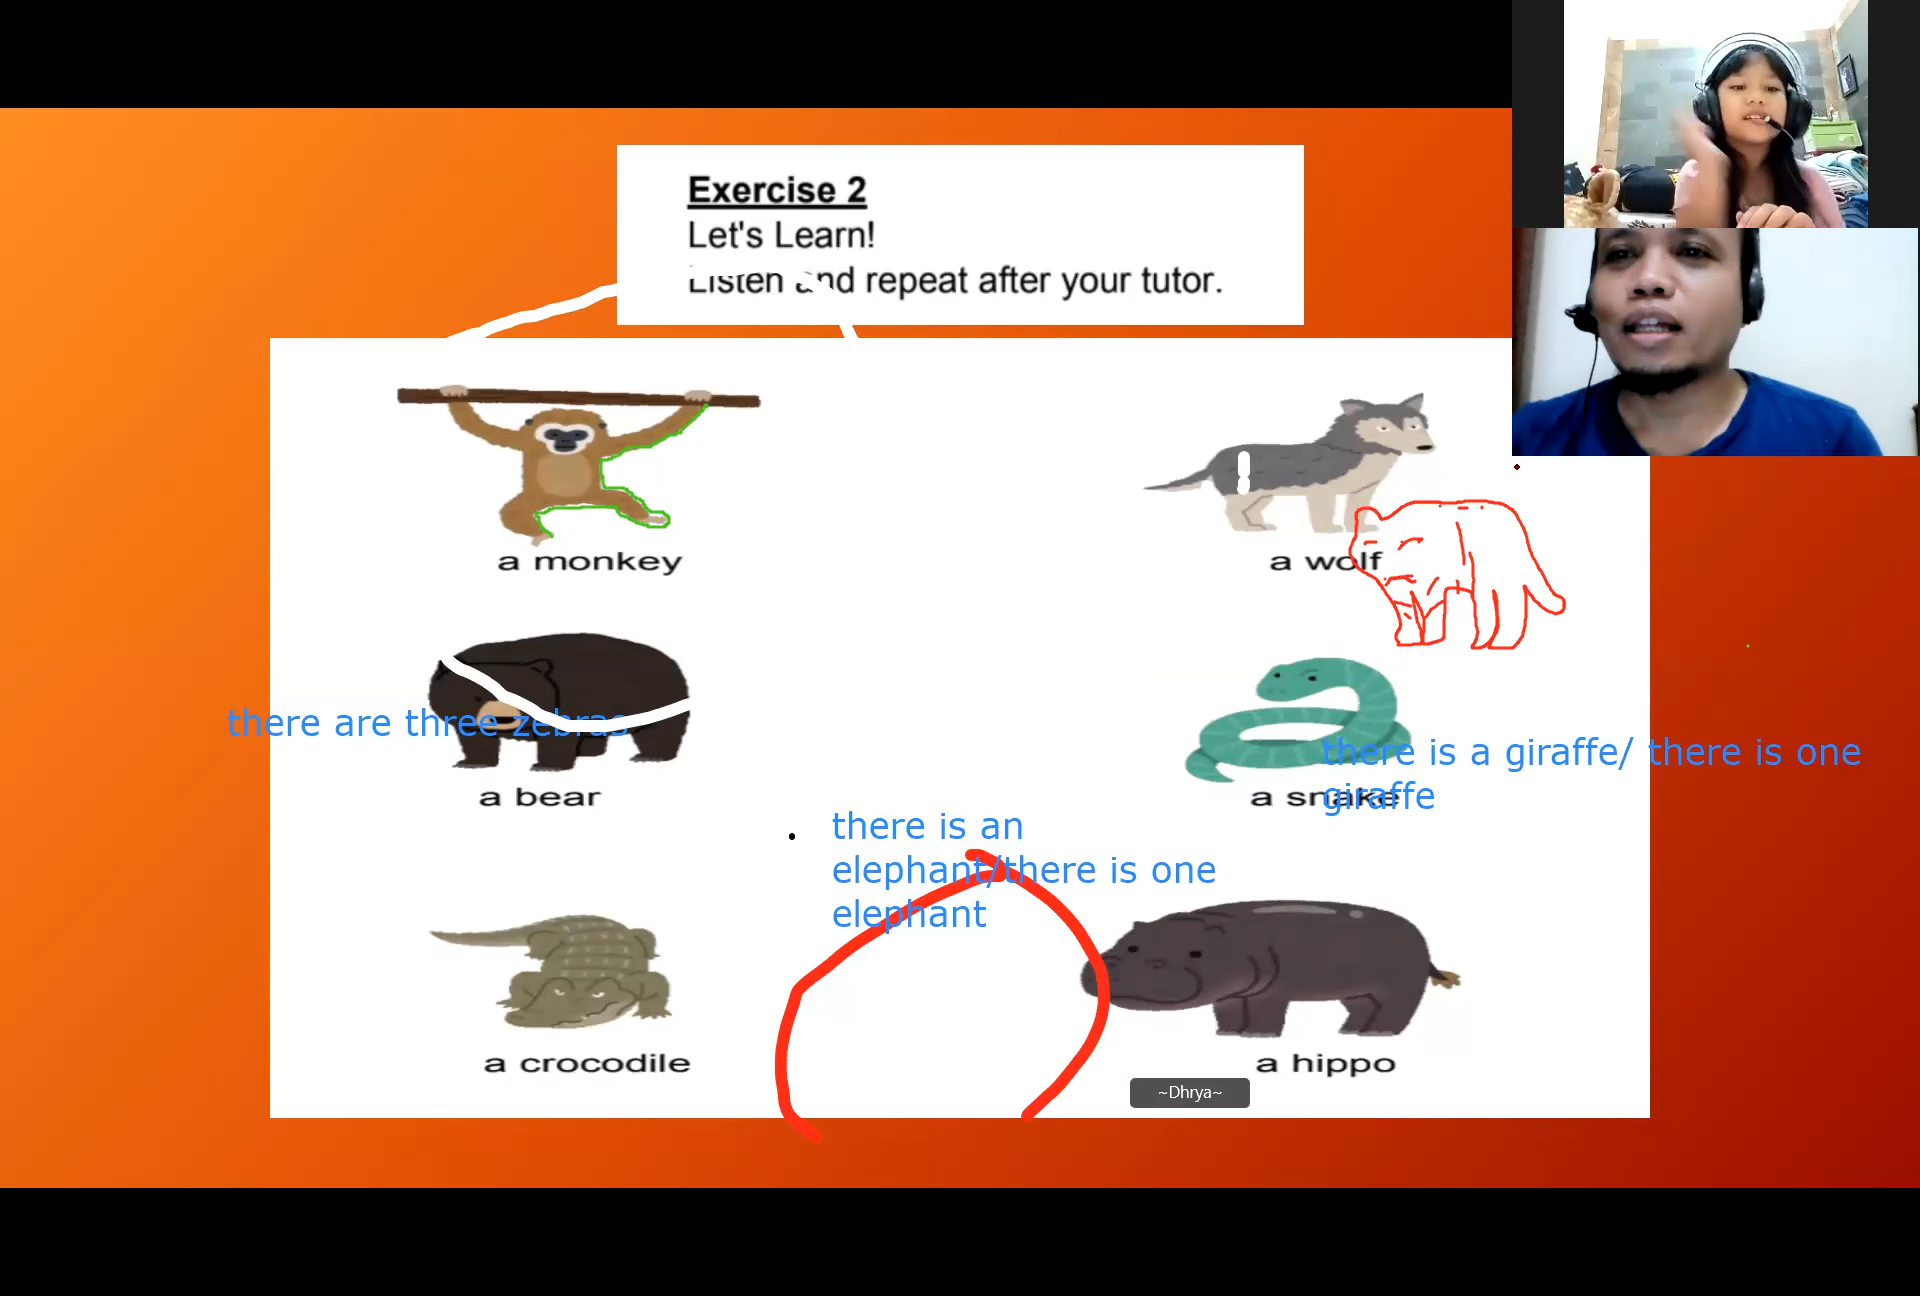 Exercise 2
Let's Learn!
Listen and repeat after your tutor.
a monkey
a wolf
there are three zebras
a bear
there is a giraffe/ there is one
giraffe
a snake
there is an
elephant/there is one
elephant
a crocodile
a hippo
~Dhrya~